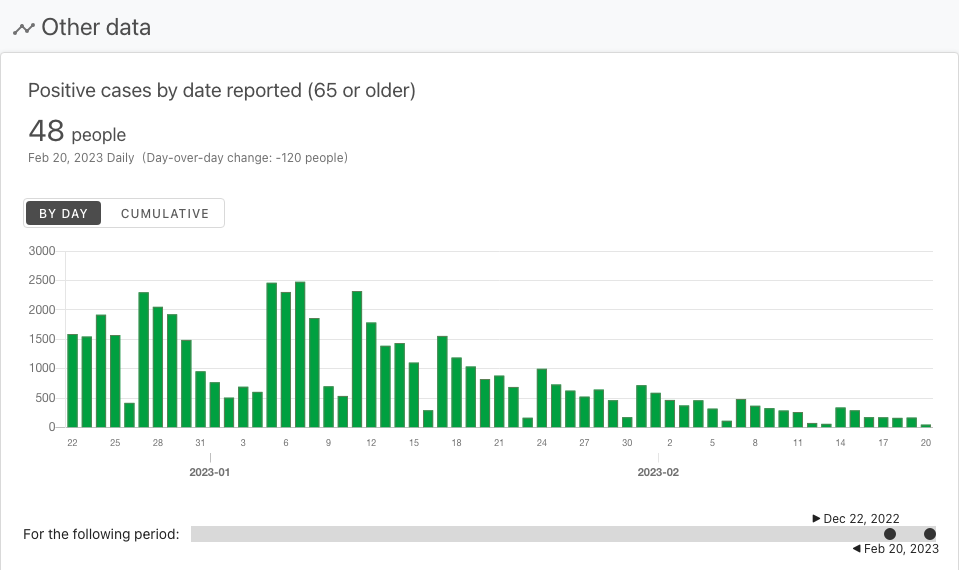 Other data
Positive cases by date reported (65 or older)
48 people
Feb 20, 2023 Daily (Day-over-day change: -120 people)
BY DAY CUMULATIVE
3000
2500
2000
1500
1000
500
0
22 25 28 31 3 6 9 12 15 18 21 24 27 30 2 5 8 11 14 17 20
2023-01 2023-02
▶ Dec 22, 2022
For the following period:
◀ Feb 20, 2023